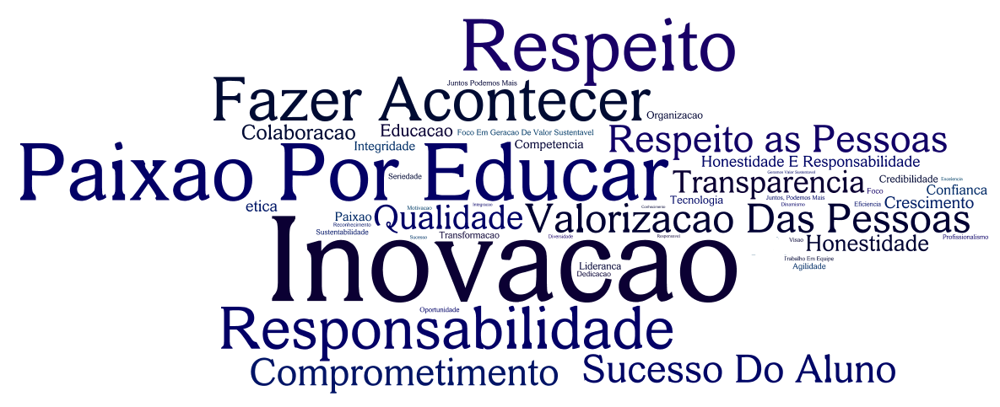 Respeito
Juntos Podemos Mais
Fazer Acontecer
Organizacao
Colaboracao
Educacao
Foco Em Geracao De Valor Sustentavel
Respeito as Pessoas
Integridade
Competencia
Honestidade E Responsabilidade
Paixao Por Educar
Seriedade
Geramos Valor Sustentavel
Transparencia
Credibilidade
Excelencia
Foco
Confianca
etica
Tecnologia
Juntos, Podemos Mais
Dinamismo
Eficiencia
Crescimento
Motivacao
Integracao
Conhecimento
Paixao
Qualidade
Valorizacao Das Pessoas
Reconhecimento
Sustentabilidade
Sucesso
Transformacao
Diversidade
Responsavel
Visao
Honestidade
Profissionalismo
Inovacao
Lideranca
Dedicacao
Trabalho Em Equipe
Agilidade
Oportunidade
Responsabilidade
Comprometimento
Sucesso Do Aluno